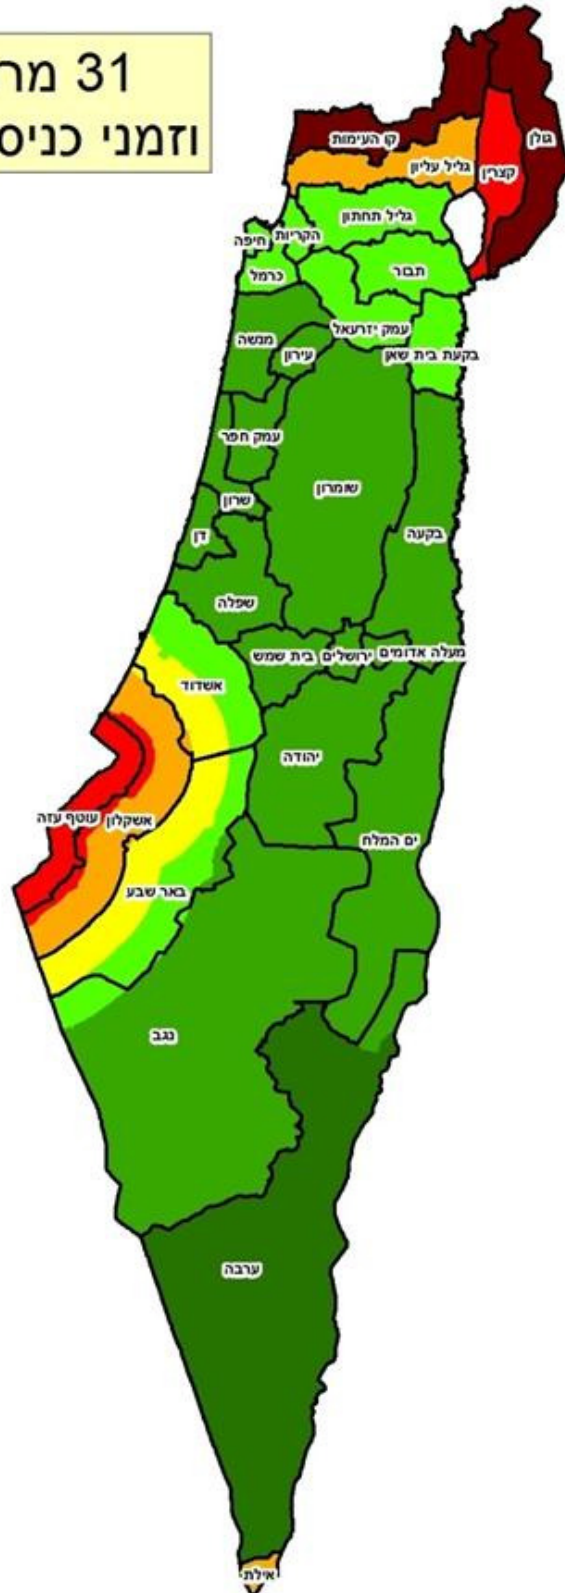 31 מר
וזמני כניס
גולן
קו העימות
גליל עליון
קצרין
גליל תחתון
הקריות
חיפה
תבור
כרמל
עמק יזרעאל
מנשה
עירון
בקעת בית שאן
עמק חפר
שומרון
שרון
דן
בקעה
שפלה
מעלה אדומים
ירושלים
בית שמש
אשדוד
יהודה
אשקלון
עוטף עזה
ים המלח
באר שבע
נגב
ערבה
אילת